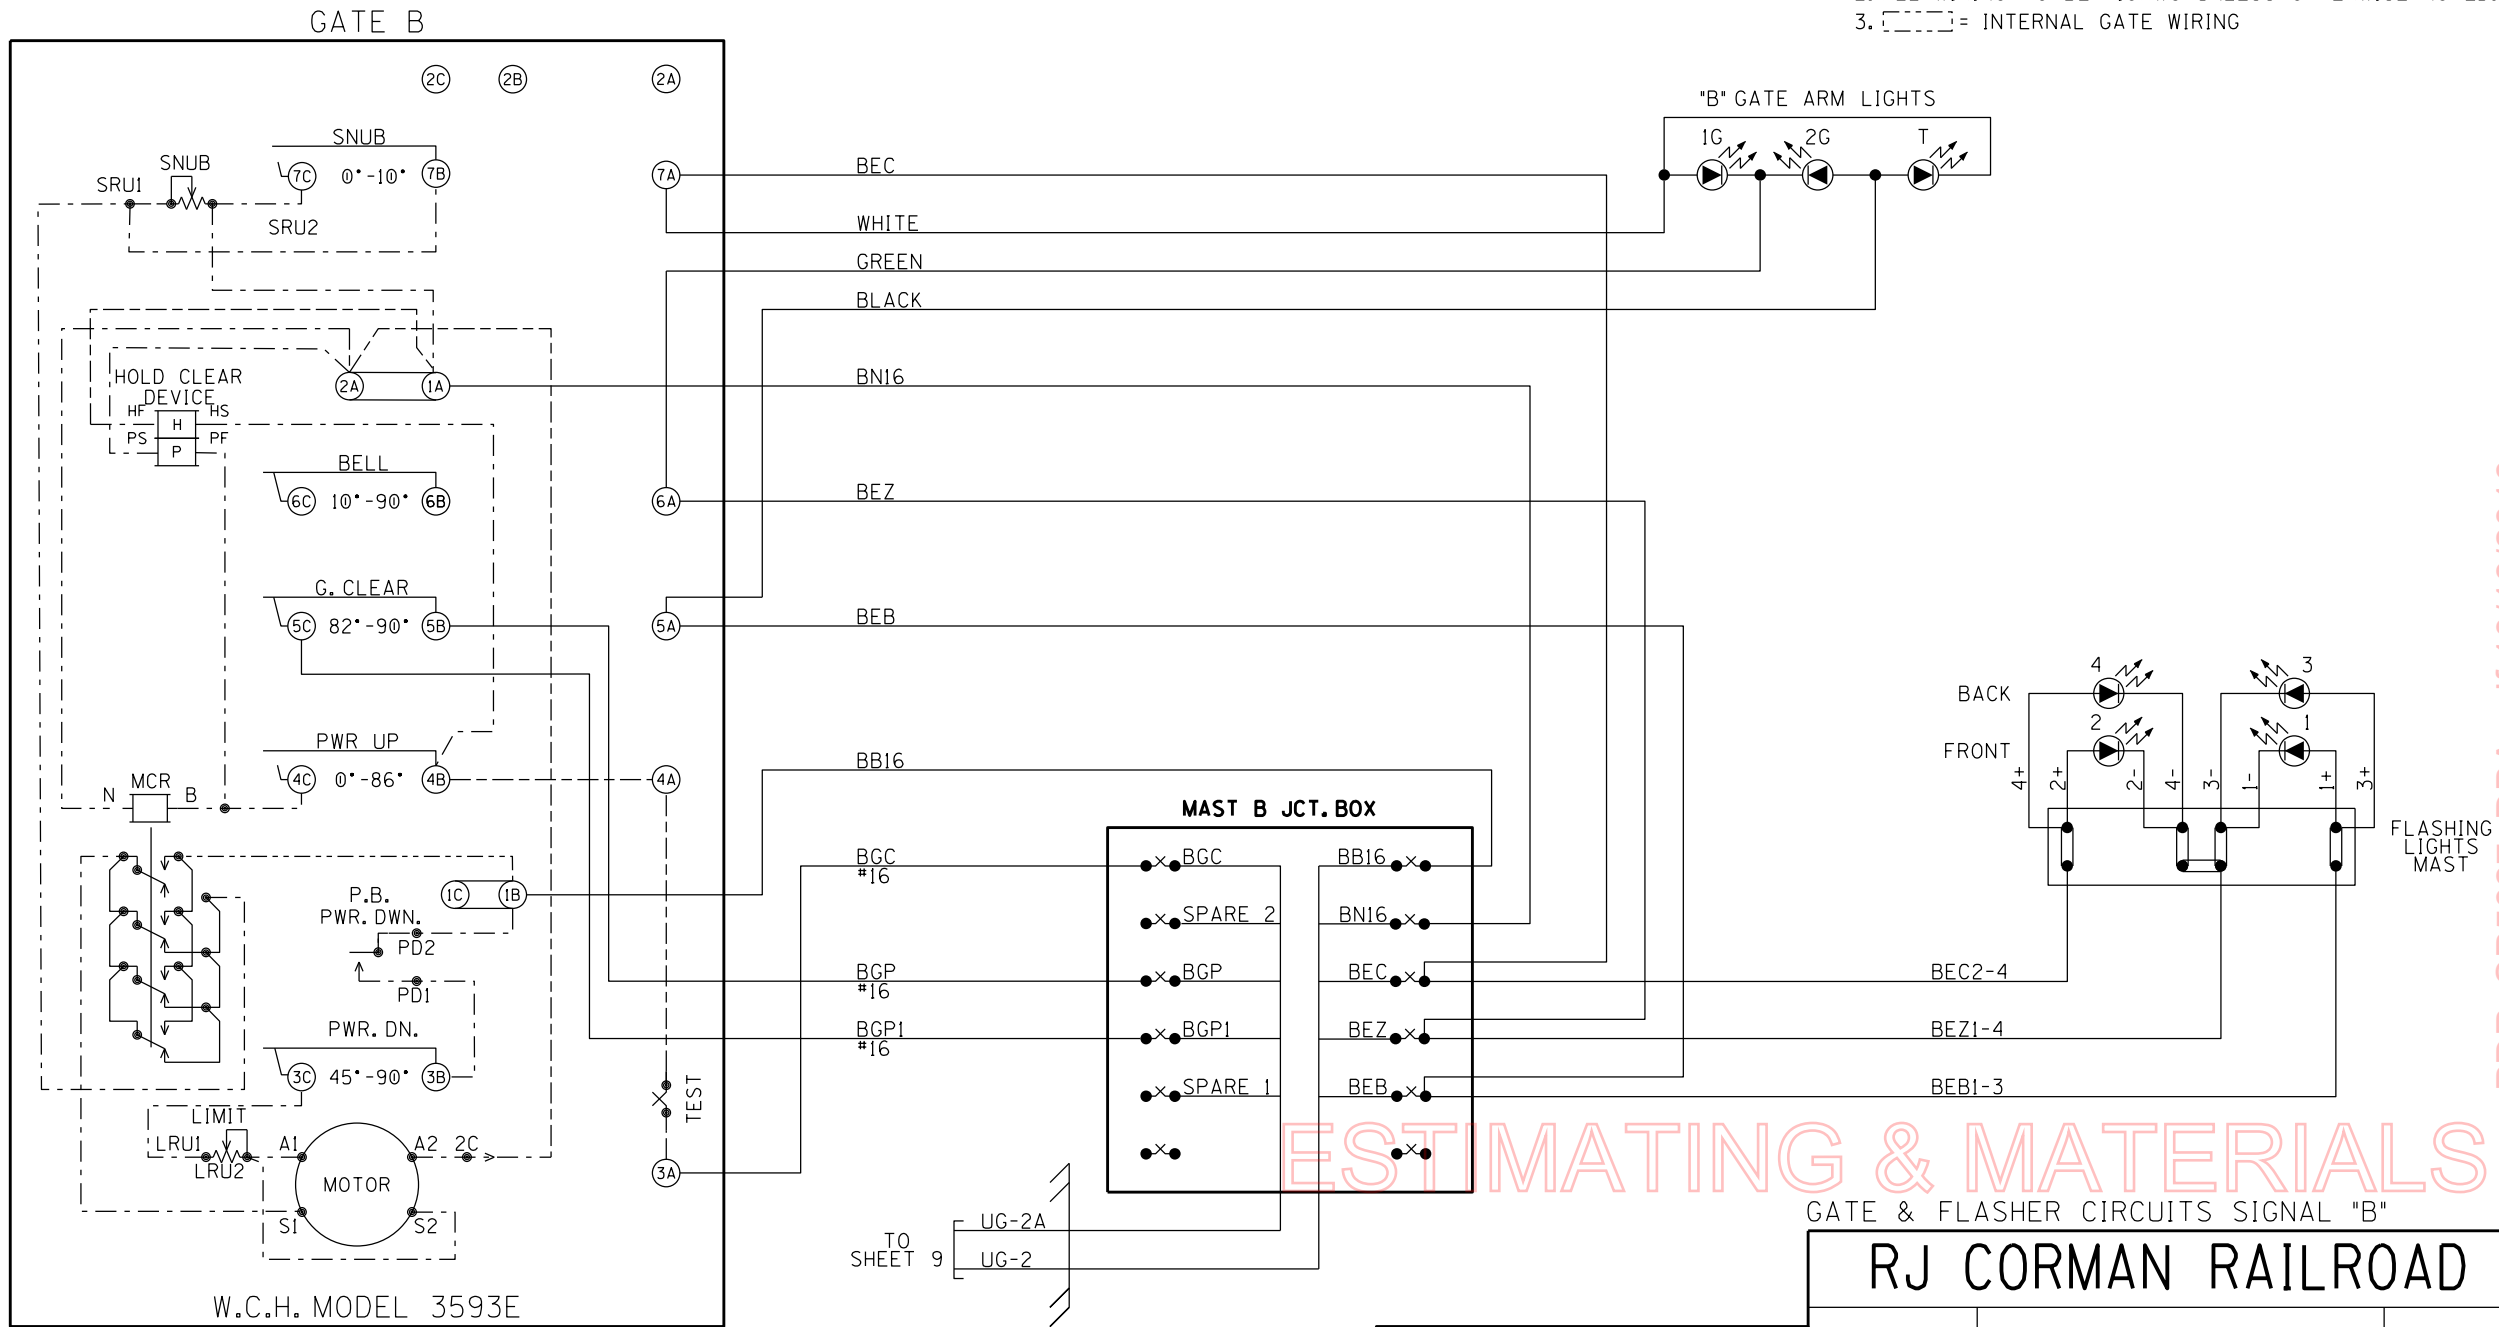 GATE B
3. = INTERNAL GATE WIRING
2C 2B 2A
"B" GATE ARM LIGHTS
1G 2G T
SNUB
SNUB
SRU1
7C 0°-10° 7B 7A
SRU2
BEC
WHITE
GREEN
BLACK
HOLD CLEAR
DEVICE
HF HS
H
PS PF
P
2A 1A
BN16
BELL
6C 10°-90° 6B 6A
BEZ
G. CLEAR
5C 82°-90° 5B 5A
BEB
PWR UP
4C 0°-86° 4B 4A
BB16
MCR
N B
BACK
4 3
FRONT
2 1
4+ 2+ 2- 4- 3- 1- 1+ 3+
FLASHING
LIGHTS
MAST
MAST B JCT. BOX
BGC
#16
BGC BB16
P.B.
PWR. DWN.
1C 1B
PD2
PD1
SPARE 2 BN16
BGP
#16
BGP BEC
BEC2-4
BGP1
#16
BGP1 BEZ
BEZ1-4
SPARE 1 BEB
BEB1-3
PWR. DN.
3C 45°-90° 3B
TEST
LIMIT
LRU1 A1 A2 2C
LRU2
MOTOR
S1 S2
3A
ESTIMATING & MATERIALS
GATE & FLASHER CIRCUITS SIGNAL "B"
TO
SHEET 9
UG-2A
UG-2
RJ CORMAN RAILROAD
W.C.H. MODEL 3593E